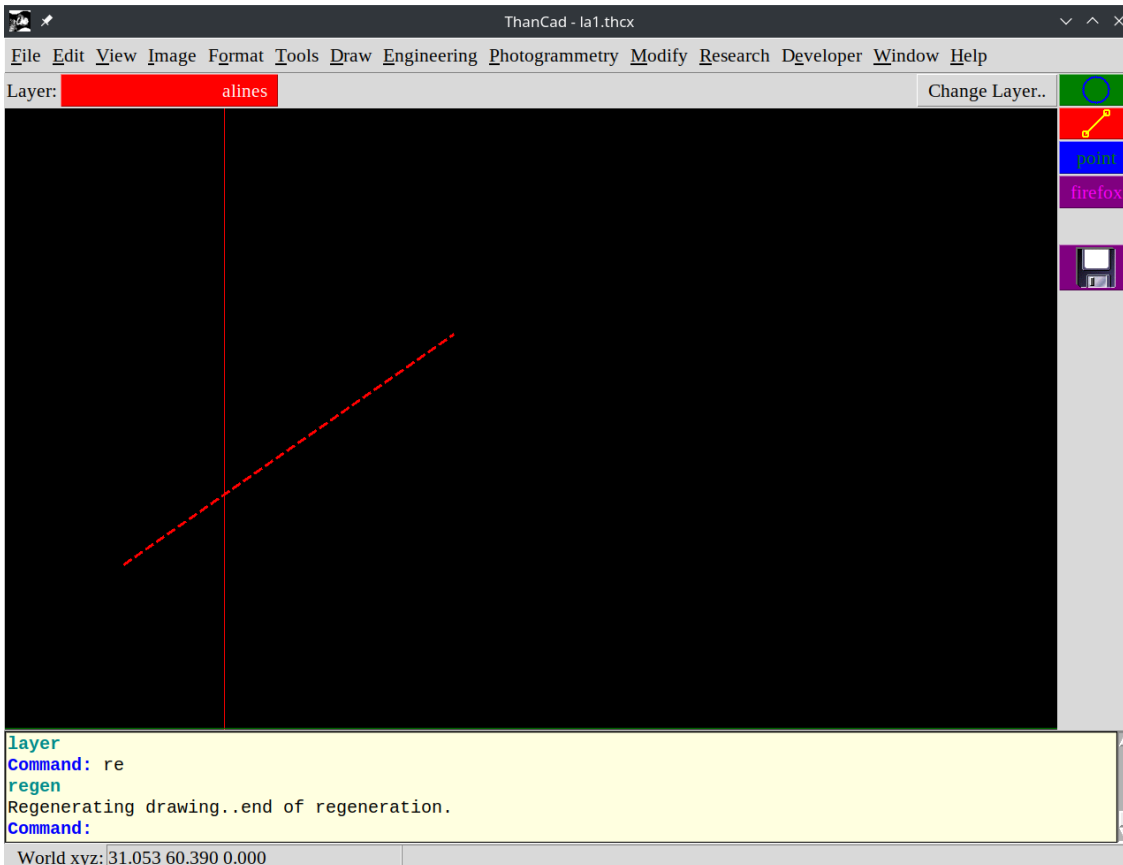 ThanCad - la1.thcx
File Edit View Image Format Tools Draw Engineering Photogrammetry Modify Research Developer Window Help
Layer: alines Change Layer..
point
firefox
layer
Command: re
regen
Regenerating drawing..end of regeneration.
Command:
World xyz: 31.053 60.390 0.000